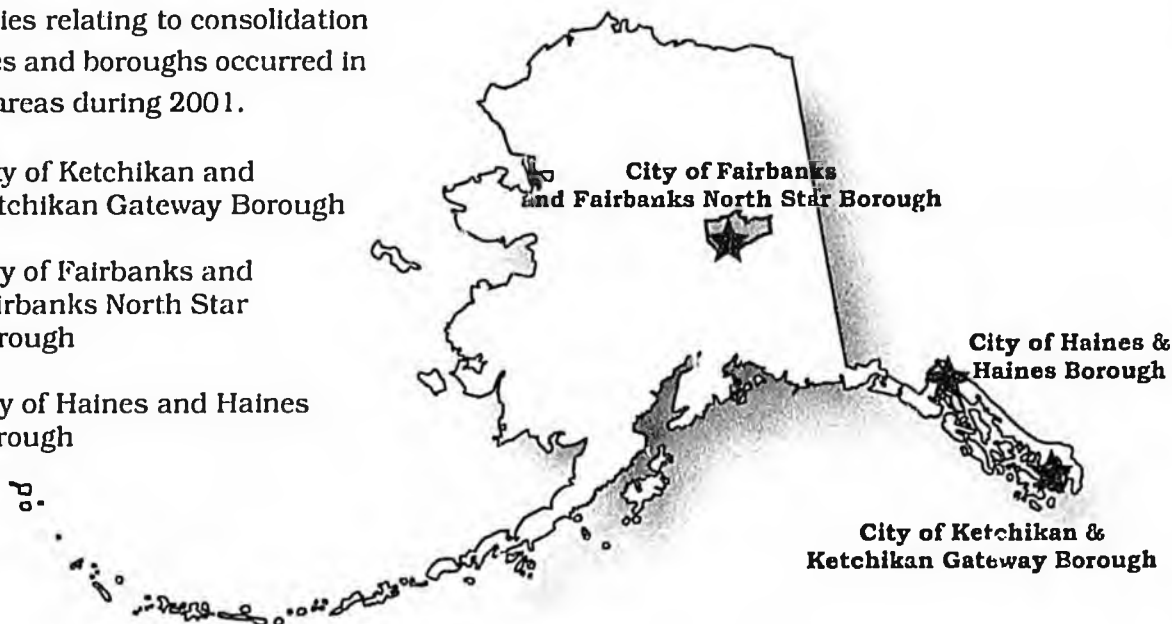 ies relating to consolidation
es and boroughs occurred in
areas during 2001.
ty of Ketchikan and
tchikan Gateway Borough
ty of Fairbanks and
irbanks North Star
rough
ty of Haines and Haines
rough
City of Fairbanks
and Fairbanks North Star Borough
City of Haines &
Haines Borough
City of Ketchikan &
Ketchikan Gateway Borough